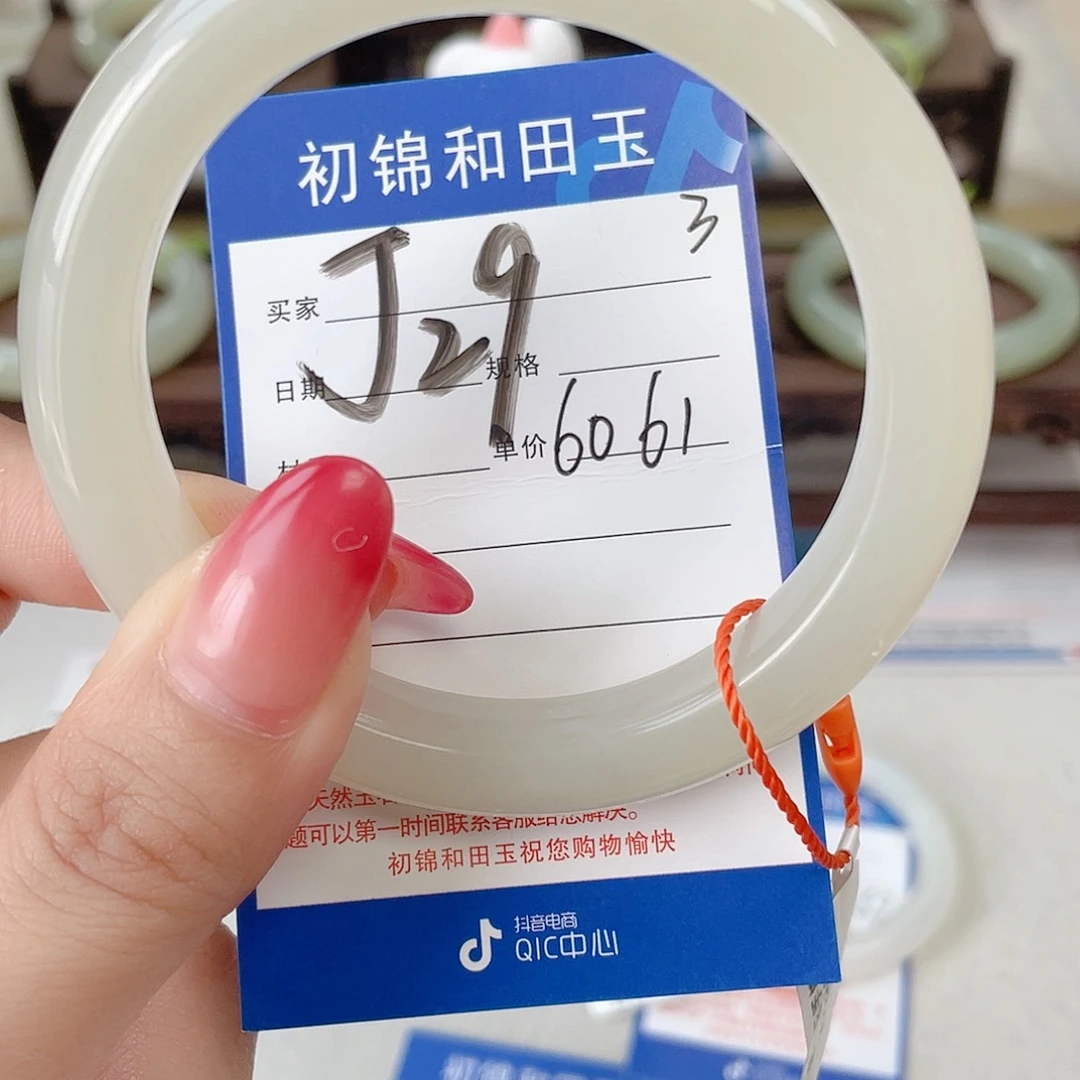 初锦和田玉
3
买家 J29
日期 规格
单价 60 61
天然玉
题可以第一时间联系客服给您解决。
初锦和田玉祝您购物愉快
抖音电商
QIC中心